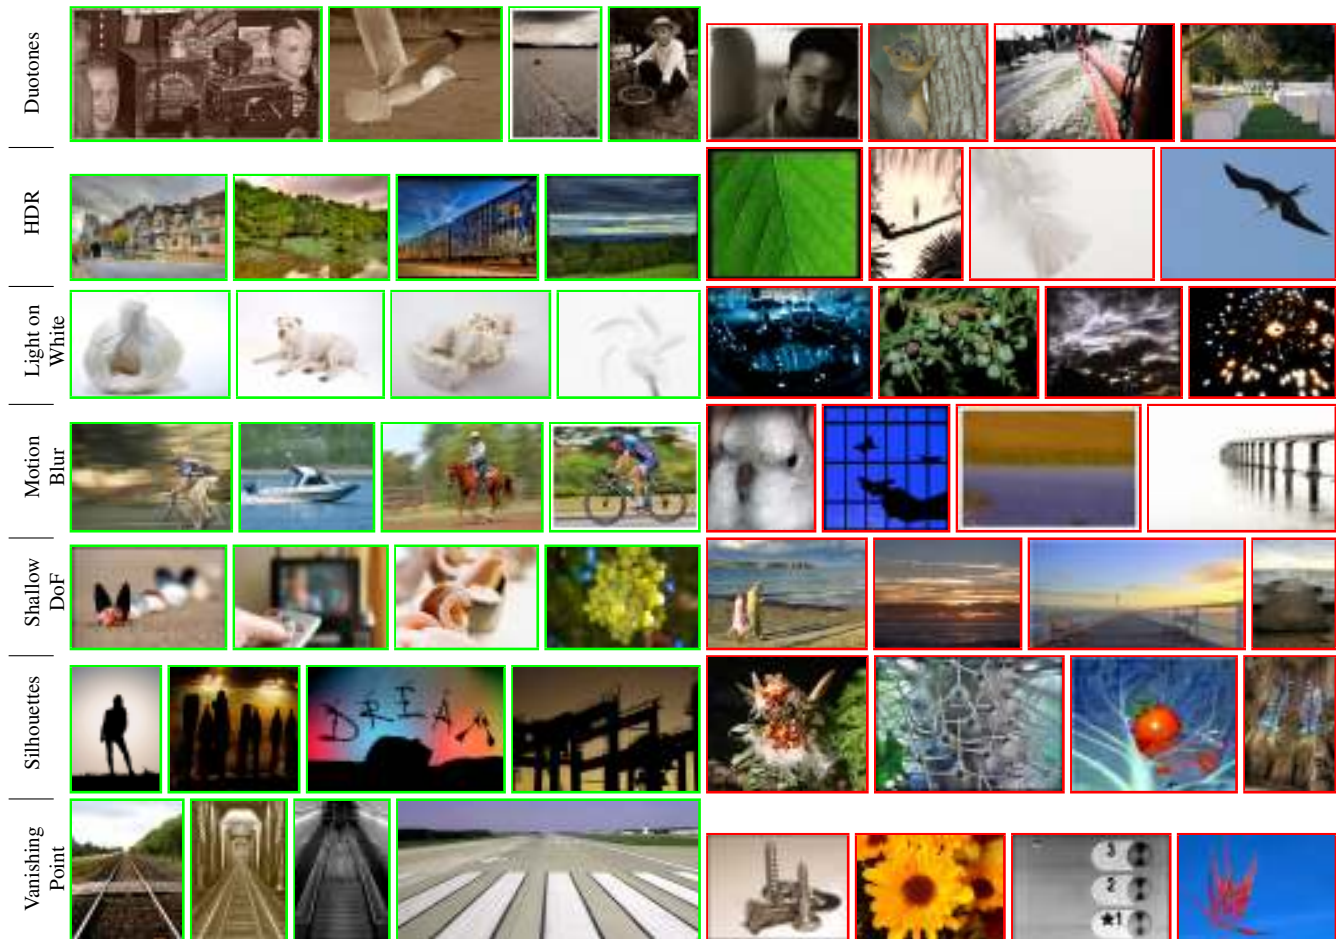 Duotones
HDR
Light on
White
Motion
Blur
Shallow
DoF
Silhouettes
DREAM
Vanishing
Point
3
2
★1